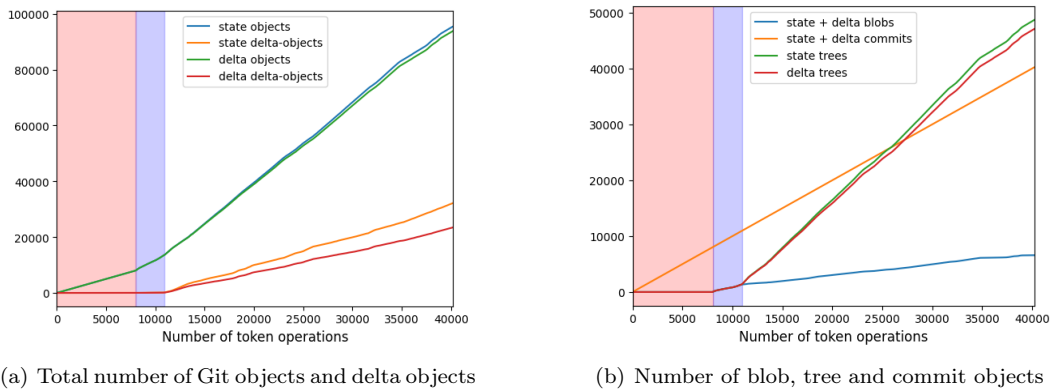 100000
80000
60000
40000
20000
0
state objects
state delta-objects
delta objects
delta delta-objects
0 5000 10000 15000 20000 25000 30000 35000 40000
Number of token operations
(a) Total number of Git objects and delta objects
50000
40000
30000
20000
10000
0
state + delta blobs
state + delta commits
state trees
delta trees
0 5000 10000 15000 20000 25000 30000 35000 40000
Number of token operations
(b) Number of blob, tree and commit objects